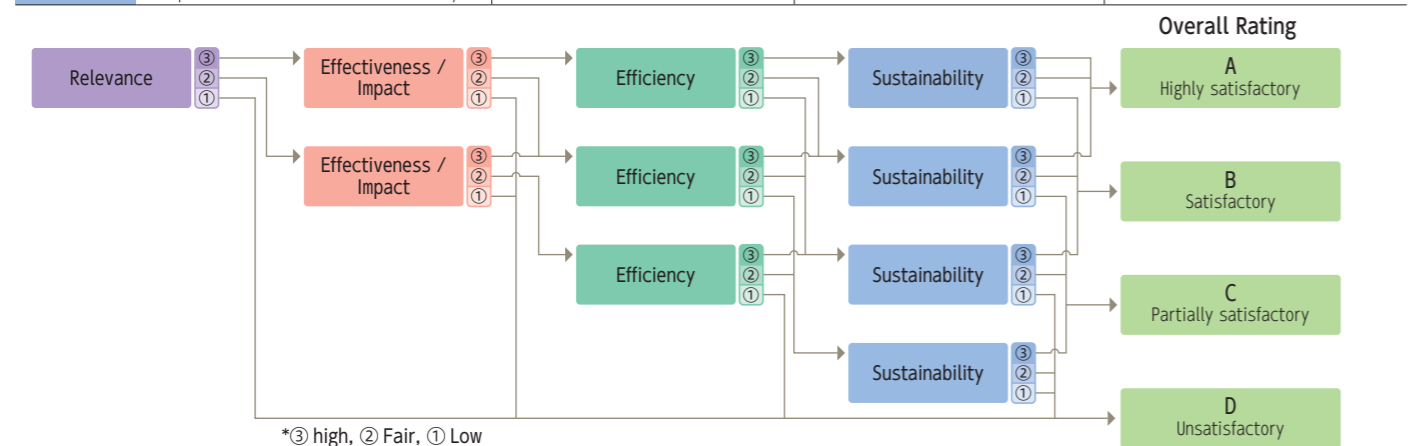 Overall Rating
Relevance
③
②
①
Effectiveness /
Impact
③
②
①
Efficiency
③
②
①
Sustainability
③
②
①
A
Highly satisfactory
Effectiveness /
Impact
③
②
①
Efficiency
③
②
①
Sustainability
③
②
①
B
Satisfactory
Efficiency
③
②
①
Sustainability
③
②
①
C
Partially satisfactory
Sustainability
③
②
①
D
Unsatisfactory
*③ high, ② Fair, ① Low